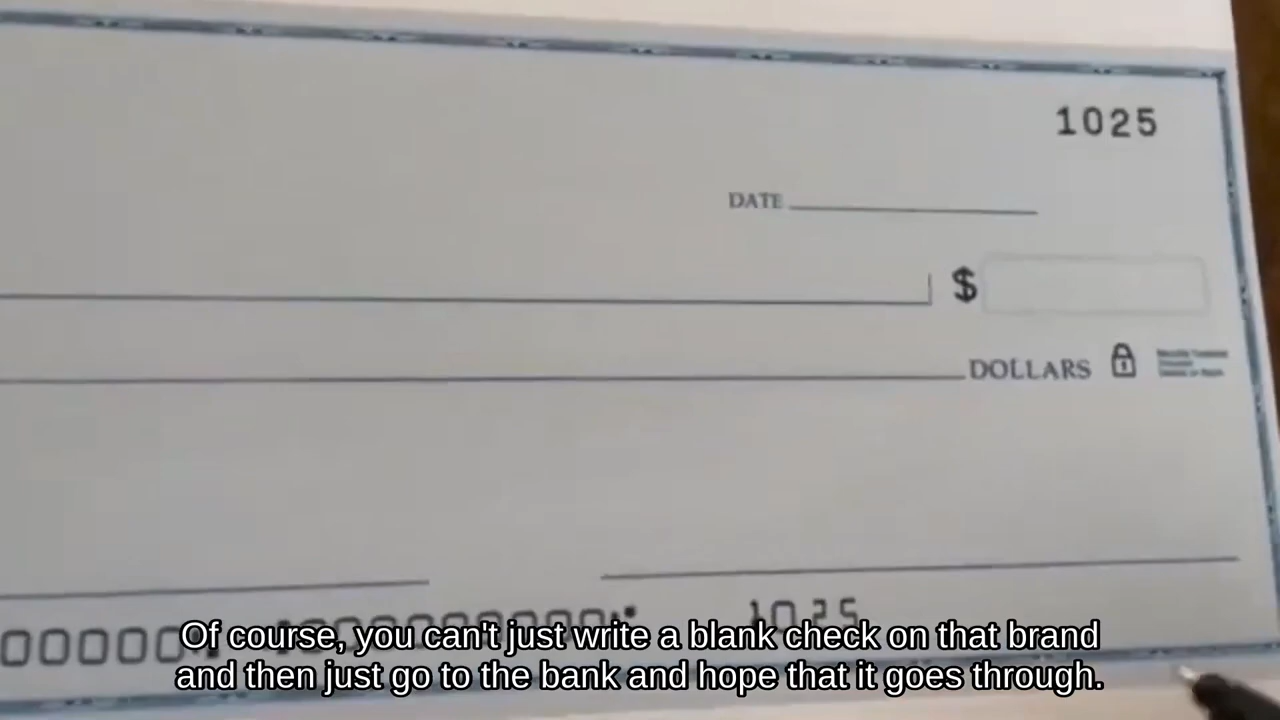 1025
DATE
$
DOLLARS
1025
Of course, you can't just write a blank check on that brand
and then just go to the bank and hope that it goes through.